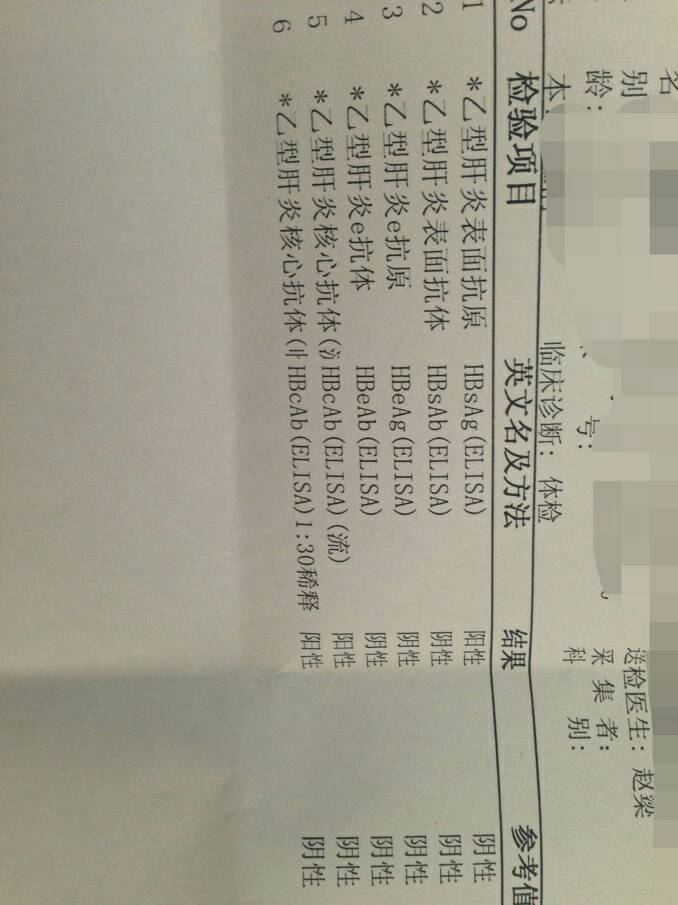 名
别
龄:
号:
送检医生: 赵梁
采集者:
科别:
本
临床诊断: 体检
No 检验项目 英文名及方法 结果 参考值
1 *乙型肝炎表面抗原 HBsAg(ELISA) 阳性 阴性
2 *乙型肝炎表面抗体 HBsAb(ELISA) 阴性 阴性
3 *乙型肝炎e抗原 HBeAg(ELISA) 阴性 阴性
4 *乙型肝炎e抗体 HBeAb(ELISA) 阴性 阴性
5 *乙型肝炎核心抗体( HBcAb(ELISA)(流) 阳性 阴性
6 *乙型肝炎核心抗体( HBcAb(ELISA)1:30稀释 阳性 阴性